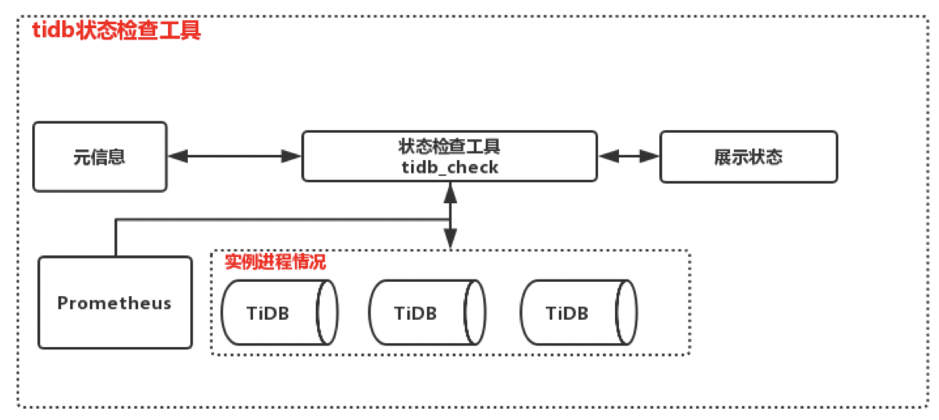 tidb状态检查工具
元信息
状态检查工具
tidb_check
展示状态
Prometheus
实例进程情况
TiDB
TiDB
TiDB